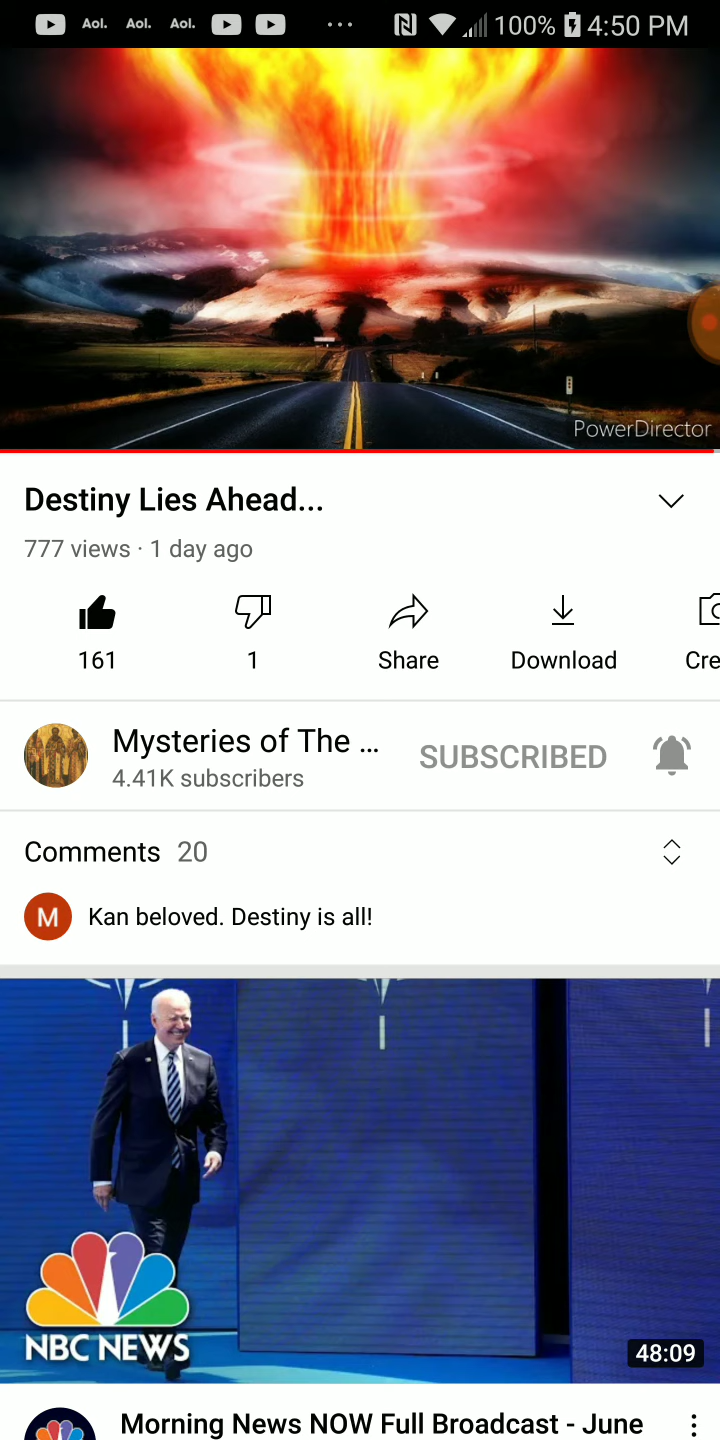 Aol. Aol. Aol. ... 100% 4:50 PM
PowerDirector
Destiny Lies Ahead...
777 views · 1 day ago
161 1 Share Download Cre
Mysteries of The ...
SUBSCRIBED
4.41K subscribers
Comments 20
M Kan beloved. Destiny is all!
NBC NEWS
48:09
Morning News NOW Full Broadcast - June